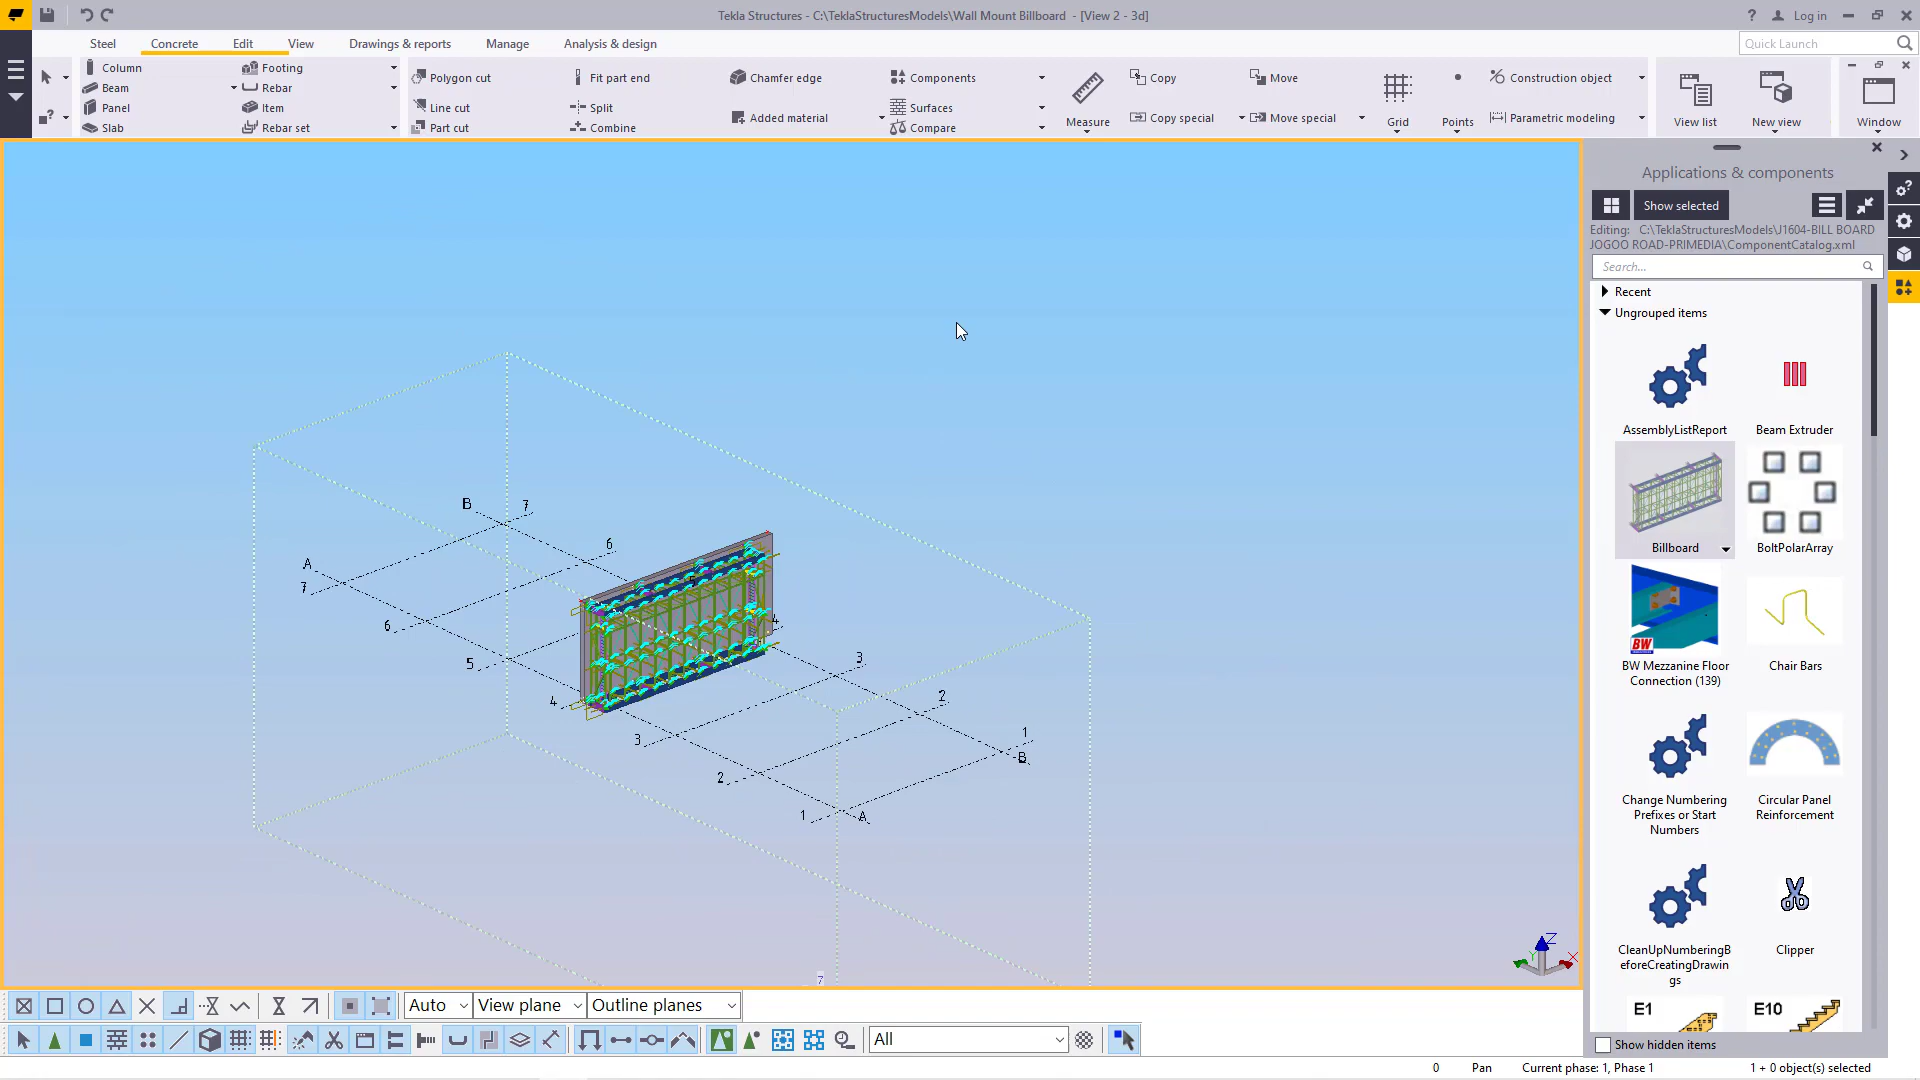 Tekla Structures - C:\TeklaStructuresModels\Wall Mount Billboard - [View 2 - 3d]
? Log in
Steel Concrete Edit View Drawings & reports Manage Analysis & design
Quick Launch
Column
Beam
Panel
Slab
Footing
Rebar
Item
Rebar set
Polygon cut
Line cut
Part cut
Fit part end
Split
Combine
Chamfer edge
Added material
Components
Surfaces
Compare
Measure
Copy
Copy special
Move
Move special
Grid
Points
Construction object
Parametric modeling
View list
New view
Window
Applications & components
Show selected
Editing: C:\TeklaStructuresModels\J1604-BILL BOARD
JOGOO ROAD-PRIMEDIA\ComponentCatalog.xml
Search...
Recent
Ungrouped items
AssemblyListReport
Beam Extruder
Billboard
BoltPolarArray
BW
BW Mezzanine Floor
Connection (139)
Chair Bars
Change Numbering
Prefixes or Start
Numbers
Circular Panel
Reinforcement
CleanUpNumberingB
eforeCreatingDrawin
gs
Clipper
E1
E10
Show hidden items
B
7
6
A
7
6
5
5
4
4
3
3
2
2
1
B
1
A
Z
Y
X
7
Auto
View plane
Outline planes
All
0
Pan
Current phase: 1, Phase 1
1 + 0 object(s) selected